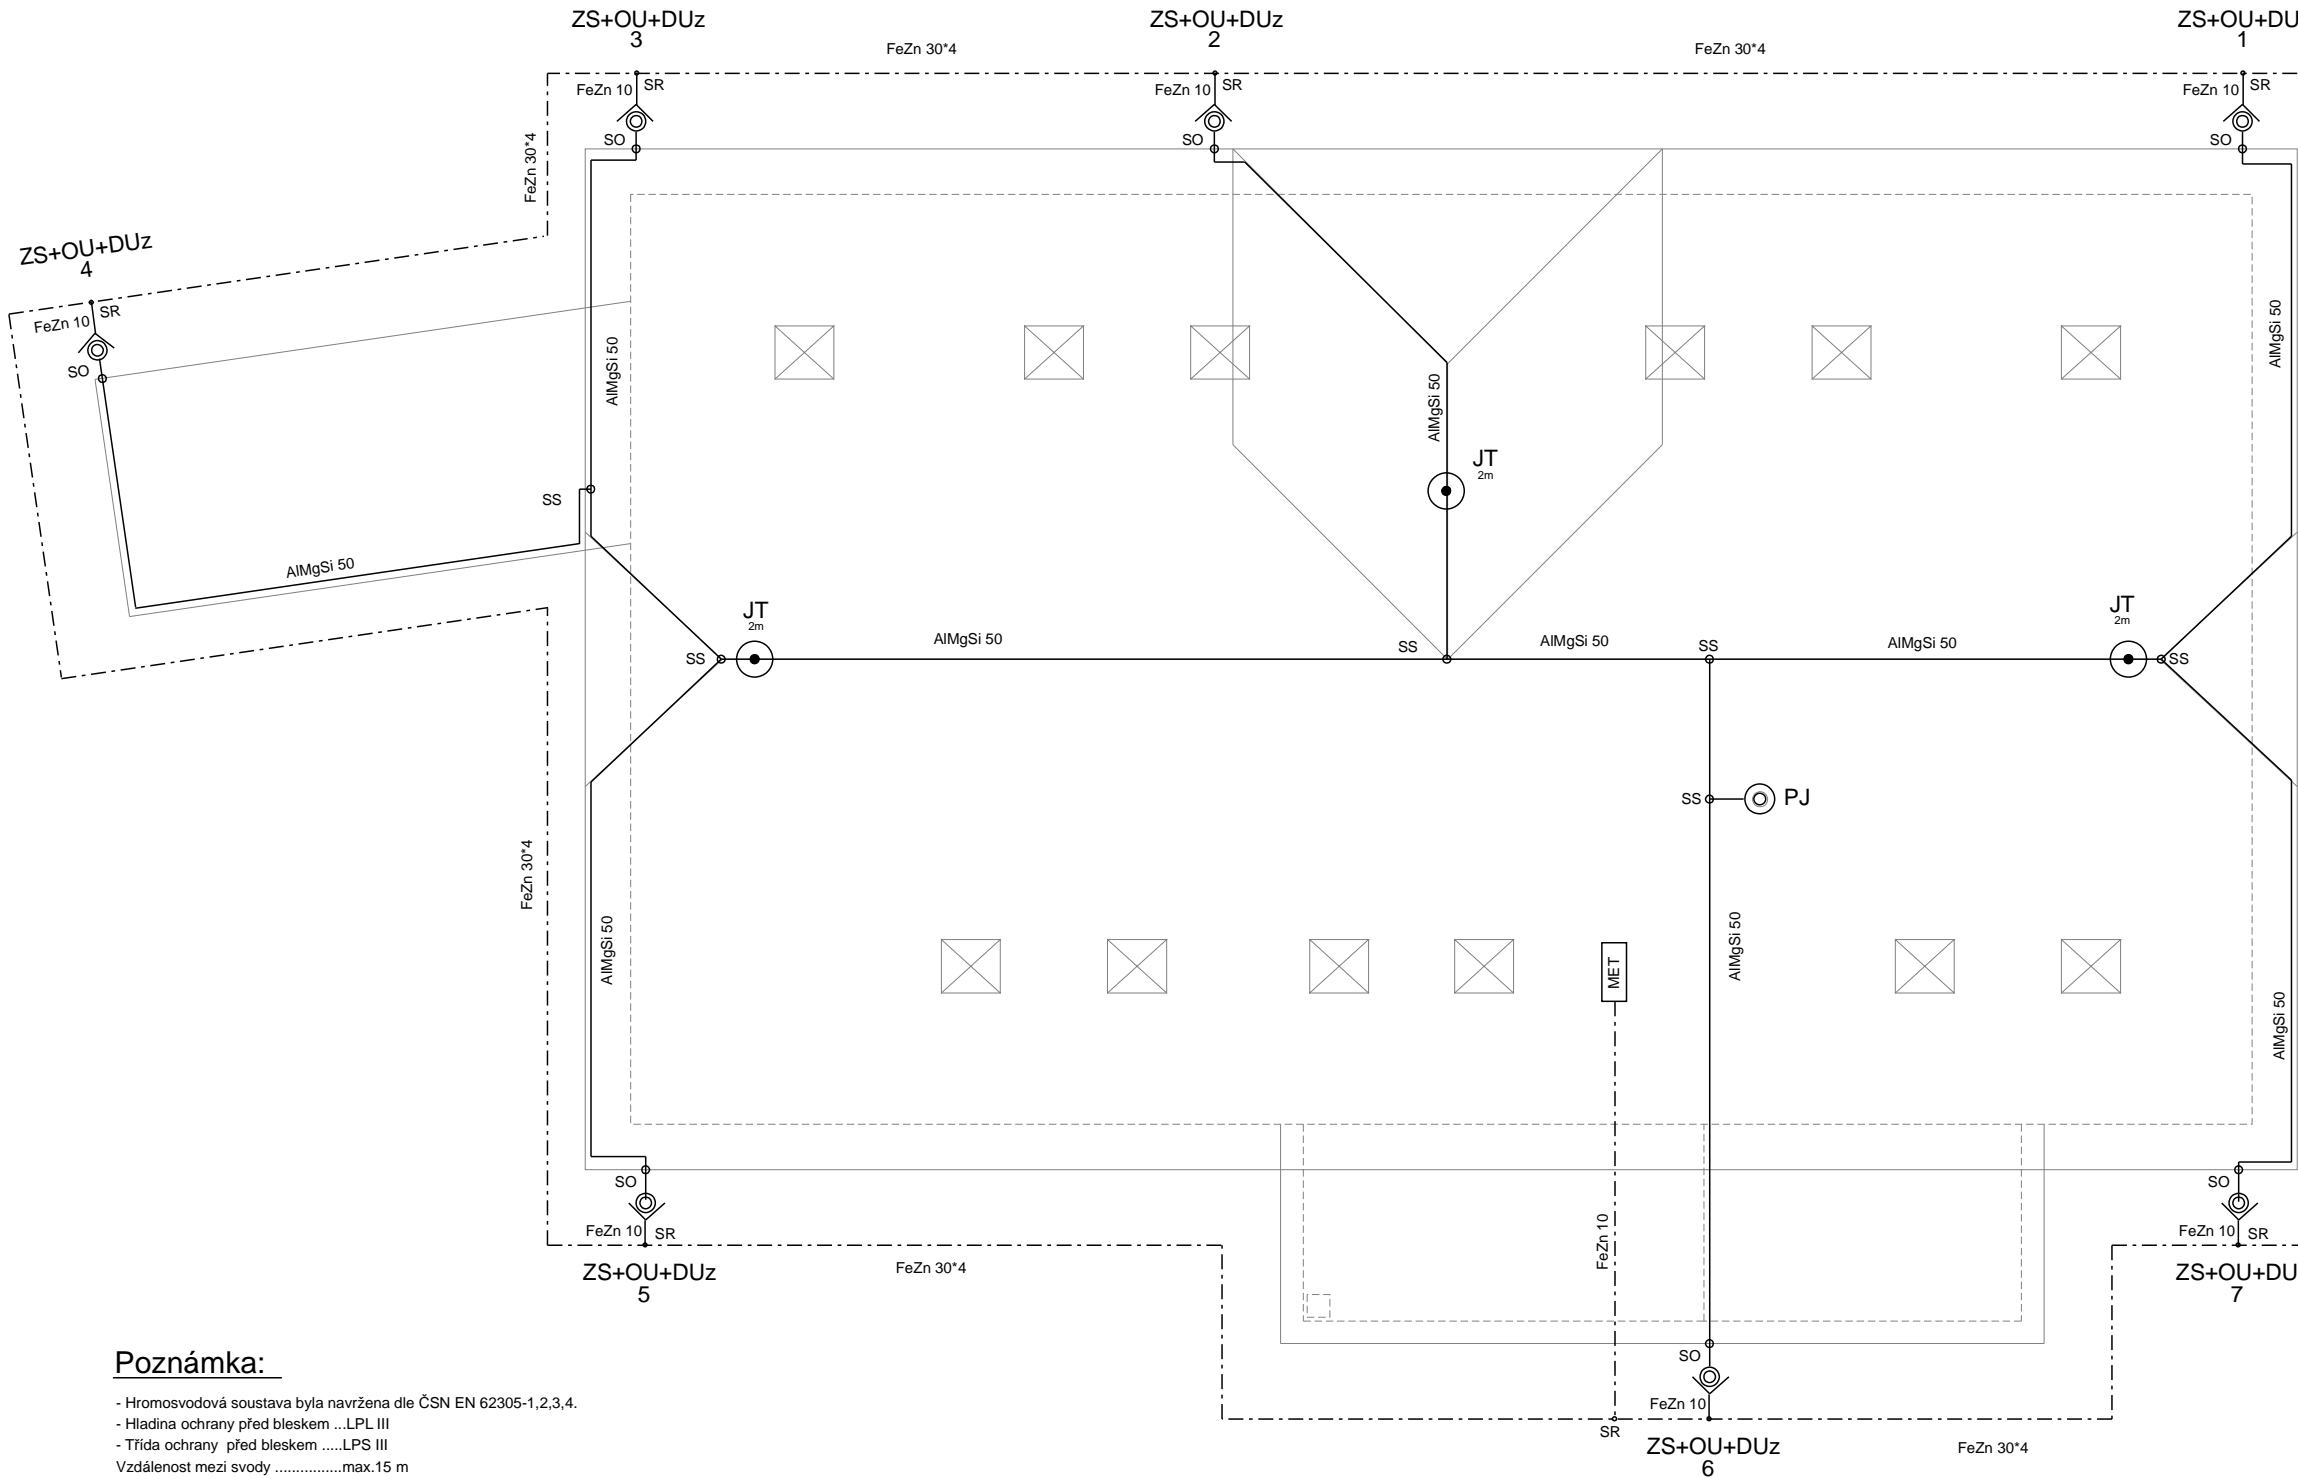 ZS+OU+DUz
3
ZS+OU+DUz
2
ZS+OU+DU
1
FeZn 30*4
FeZn 30*4
FeZn 10
SR
FeZn 10
SR
FeZn 10
SR
SO
SO
SO
FeZn 30*4
ZS+OU+DUz
4
FeZn 10
SR
SO
AlMgSi 50
AlMgSi 50
AlMgSi 50
JT
2m
SS
AlMgSi 50
JT
2m
JT
2m
SS
AlMgSi 50
SS
AlMgSi 50
SS
AlMgSi 50
SS
SS
PJ
FeZn 30*4
AlMgSi 50
MET
AlMgSi 50
AlMgSi 50
SO
SO
FeZn 10
SR
FeZn 10
FeZn 10
SR
ZS+OU+DUz
5
FeZn 30*4
ZS+OU+DU
7
SO
FeZn 10
SR
ZS+OU+DUz
6
FeZn 30*4
Poznámka:
- Hromosvodová soustava byla navržena dle ČSN EN 62305-1,2,3,4.
- Hladina ochrany před bleskem ...LPL III
- Třída ochrany  před bleskem .....LPS III
Vzdálenost mezi svody ................max.15 m